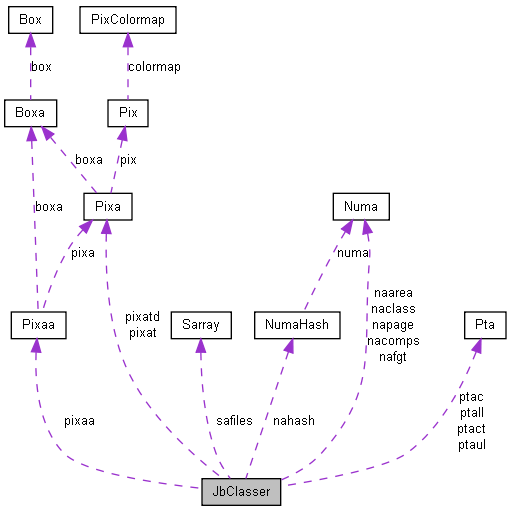 Box
PixColormap
box
colormap
Boxa
Pix
boxa
pix
boxa
Pixa
Numa
pixa
numa
naarea
naclass
napage
nacomps
nafgt
pixatd
pixat
Pixaa
Sarray
NumaHash
Pta
pixaa
safiles
nahash
ptac
ptall
ptact
ptaul
JbClasser